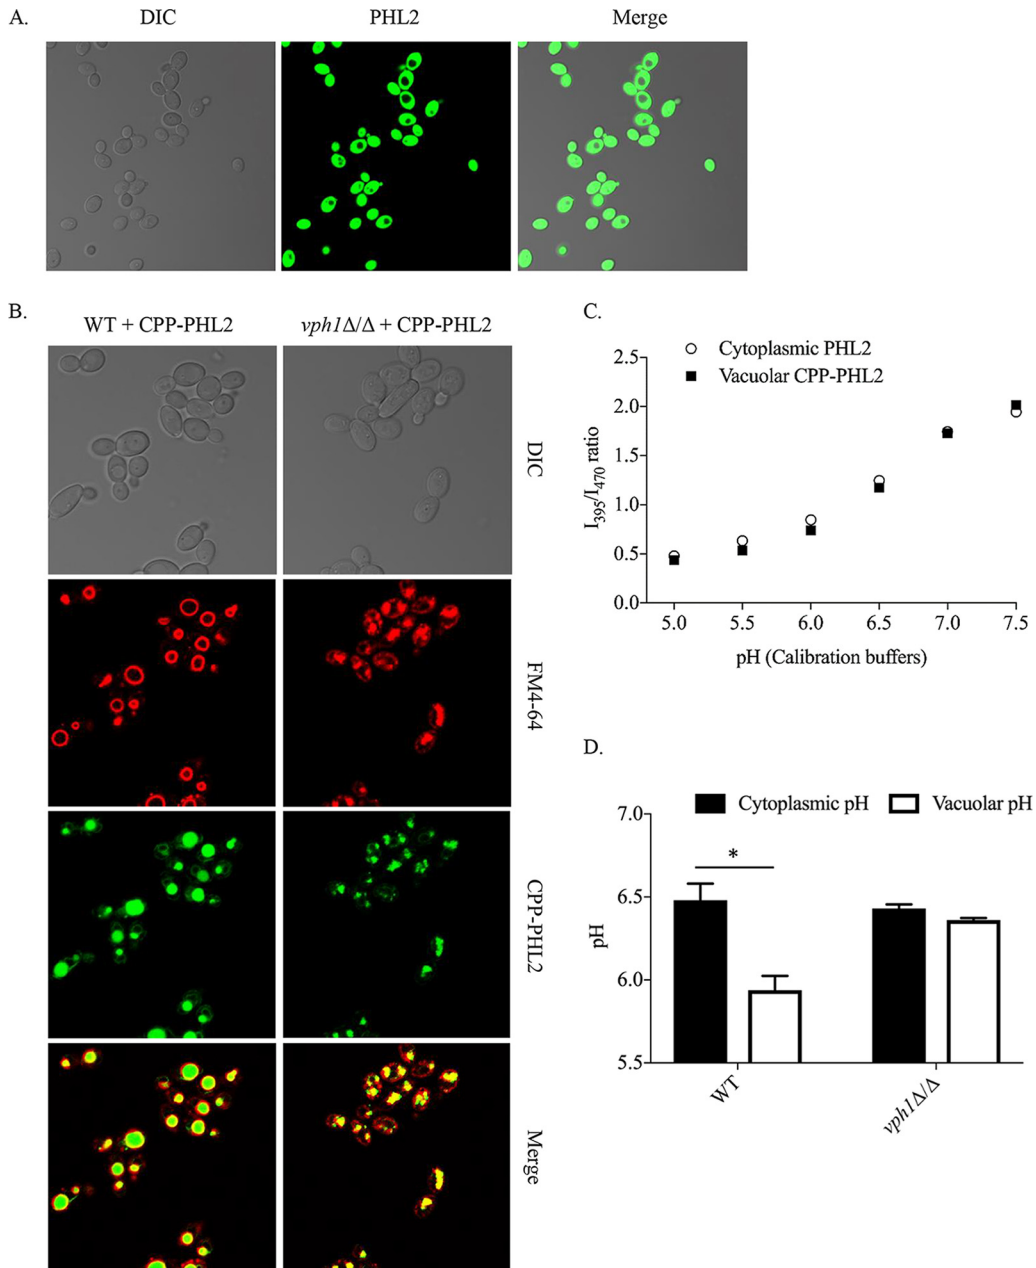 A.
DIC PHL2 Merge
B.
WT + CPP-PHL2 vph1Δ/Δ + CPP-PHL2
DIC
FM4-64
CPP-PHL2
Merge
C.
Cytoplasmic PHL2
Vacuolar CPP-PHL2
2.5
2.0
1.5
1.0
0.5
0.0
I395/I470 ratio
5.0 5.5 6.0 6.5 7.0 7.5
pH (Calibration buffers)
D.
Cytoplasmic pH Vacuolar pH
7.0
6.5
6.0
5.5
pH
*
WT vph1Δ/Δ